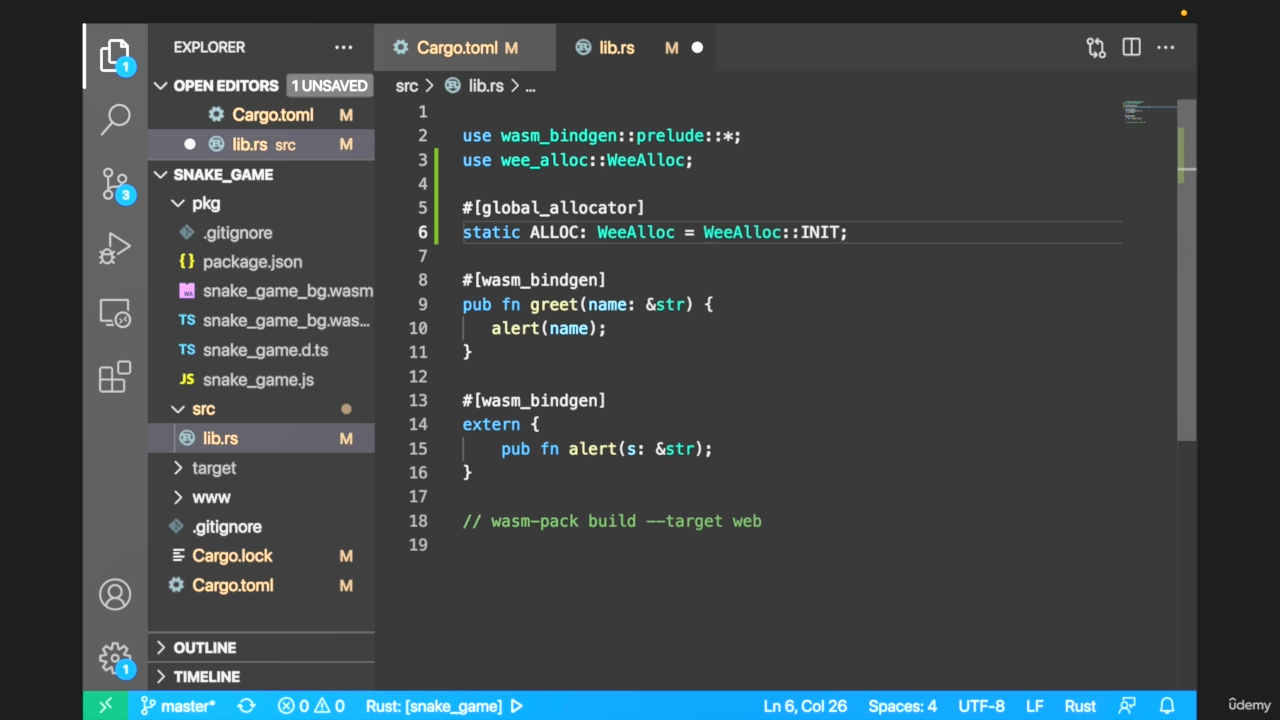 EXPLORER
OPEN EDITORS 1 UNSAVED
Cargo.toml M
lib.rs src M
SNAKE_GAME
pkg
.gitignore
{} package.json
WA snake_game_bg.wasm
TS snake_game_bg.was...
TS snake_game.d.ts
JS snake_game.js
src
lib.rs M
target
www
.gitignore
Cargo.lock M
Cargo.toml M
OUTLINE
TIMELINE
1
3
1
Cargo.toml M
lib.rs M
src > lib.rs > ...
1
2 use wasm_bindgen::prelude::*;
3 use wee_alloc::WeeAlloc;
4
5 #[global_allocator]
6 static ALLOC: WeeAlloc = WeeAlloc::INIT;
7
8 #[wasm_bindgen]
9 pub fn greet(name: &str) {
10 alert(name);
11 }
12
13 #[wasm_bindgen]
14 extern {
15 pub fn alert(s: &str);
16 }
17
18 // wasm-pack build --target web
19
master* 0 0 Rust: [snake_game] Ln 6, Col 26 Spaces: 4 UTF-8 LF Rust
ûdemy